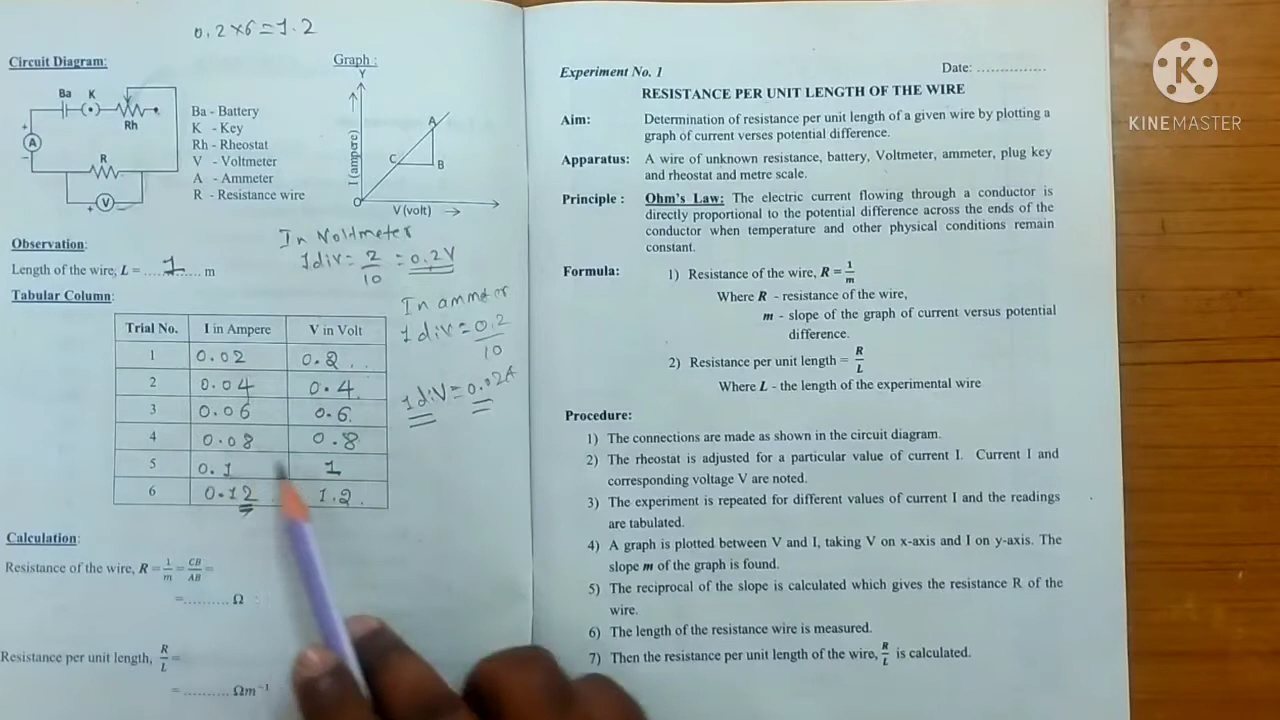 0.2×6=1.2
Circuit Diagram:
Ba K
Rh
A
R
V
+
−
+
−
Ba - Battery
K - Key
Rh - Rheostat
V - Voltmeter
A - Ammeter
R - Resistance wire
Graph :
Y
I (ampere)
A
C
B
O
V(volt)
Observation:
Length of the wire, L = .....1.......... m
In Voltmeter
1div = 2/10 = 0.2V
Tabular Column:
Trial No. I in Ampere V in Volt
1 0.02 0.2
2 0.04 0.4
3 0.06 0.6
4 0.08 0.8
5 0.1 1
6 0.12 1.2
In ammeter
1div = 0.2/10
1div = 0.02A
Calculation:
Resistance of the wire, R = 1/m = CB/AB =
=.......... Ω
Resistance per unit length, R/L =
= .......... Ωm⁻¹
Experiment No. 1
Date: ...............
RESISTANCE PER UNIT LENGTH OF THE WIRE
Aim: Determination of resistance per unit length of a given wire by plotting a
graph of current verses potential difference.
Apparatus: A wire of unknown resistance, battery, Voltmeter, ammeter, plug key
and rheostat and metre scale.
Principle : Ohm's Law: The electric current flowing through a conductor is
directly proportional to the potential difference across the ends of the
conductor when temperature and other physical conditions remain
constant.
Formula: 1) Resistance of the wire, R = 1/m
Where R - resistance of the wire,
m - slope of the graph of current versus potential
difference.
2) Resistance per unit length = R/L
Where L - the length of the experimental wire
Procedure:
1) The connections are made as shown in the circuit diagram.
2) The rheostat is adjusted for a particular value of current I. Current I and
corresponding voltage V are noted.
3) The experiment is repeated for different values of current I and the readings
are tabulated.
4) A graph is plotted between V and I, taking V on x-axis and I on y-axis. The
slope m of the graph is found.
5) The reciprocal of the slope is calculated which gives the resistance R of the
wire.
6) The length of the resistance wire is measured.
7) Then the resistance per unit length of the wire, R/L is calculated.
K
KINEMASTER